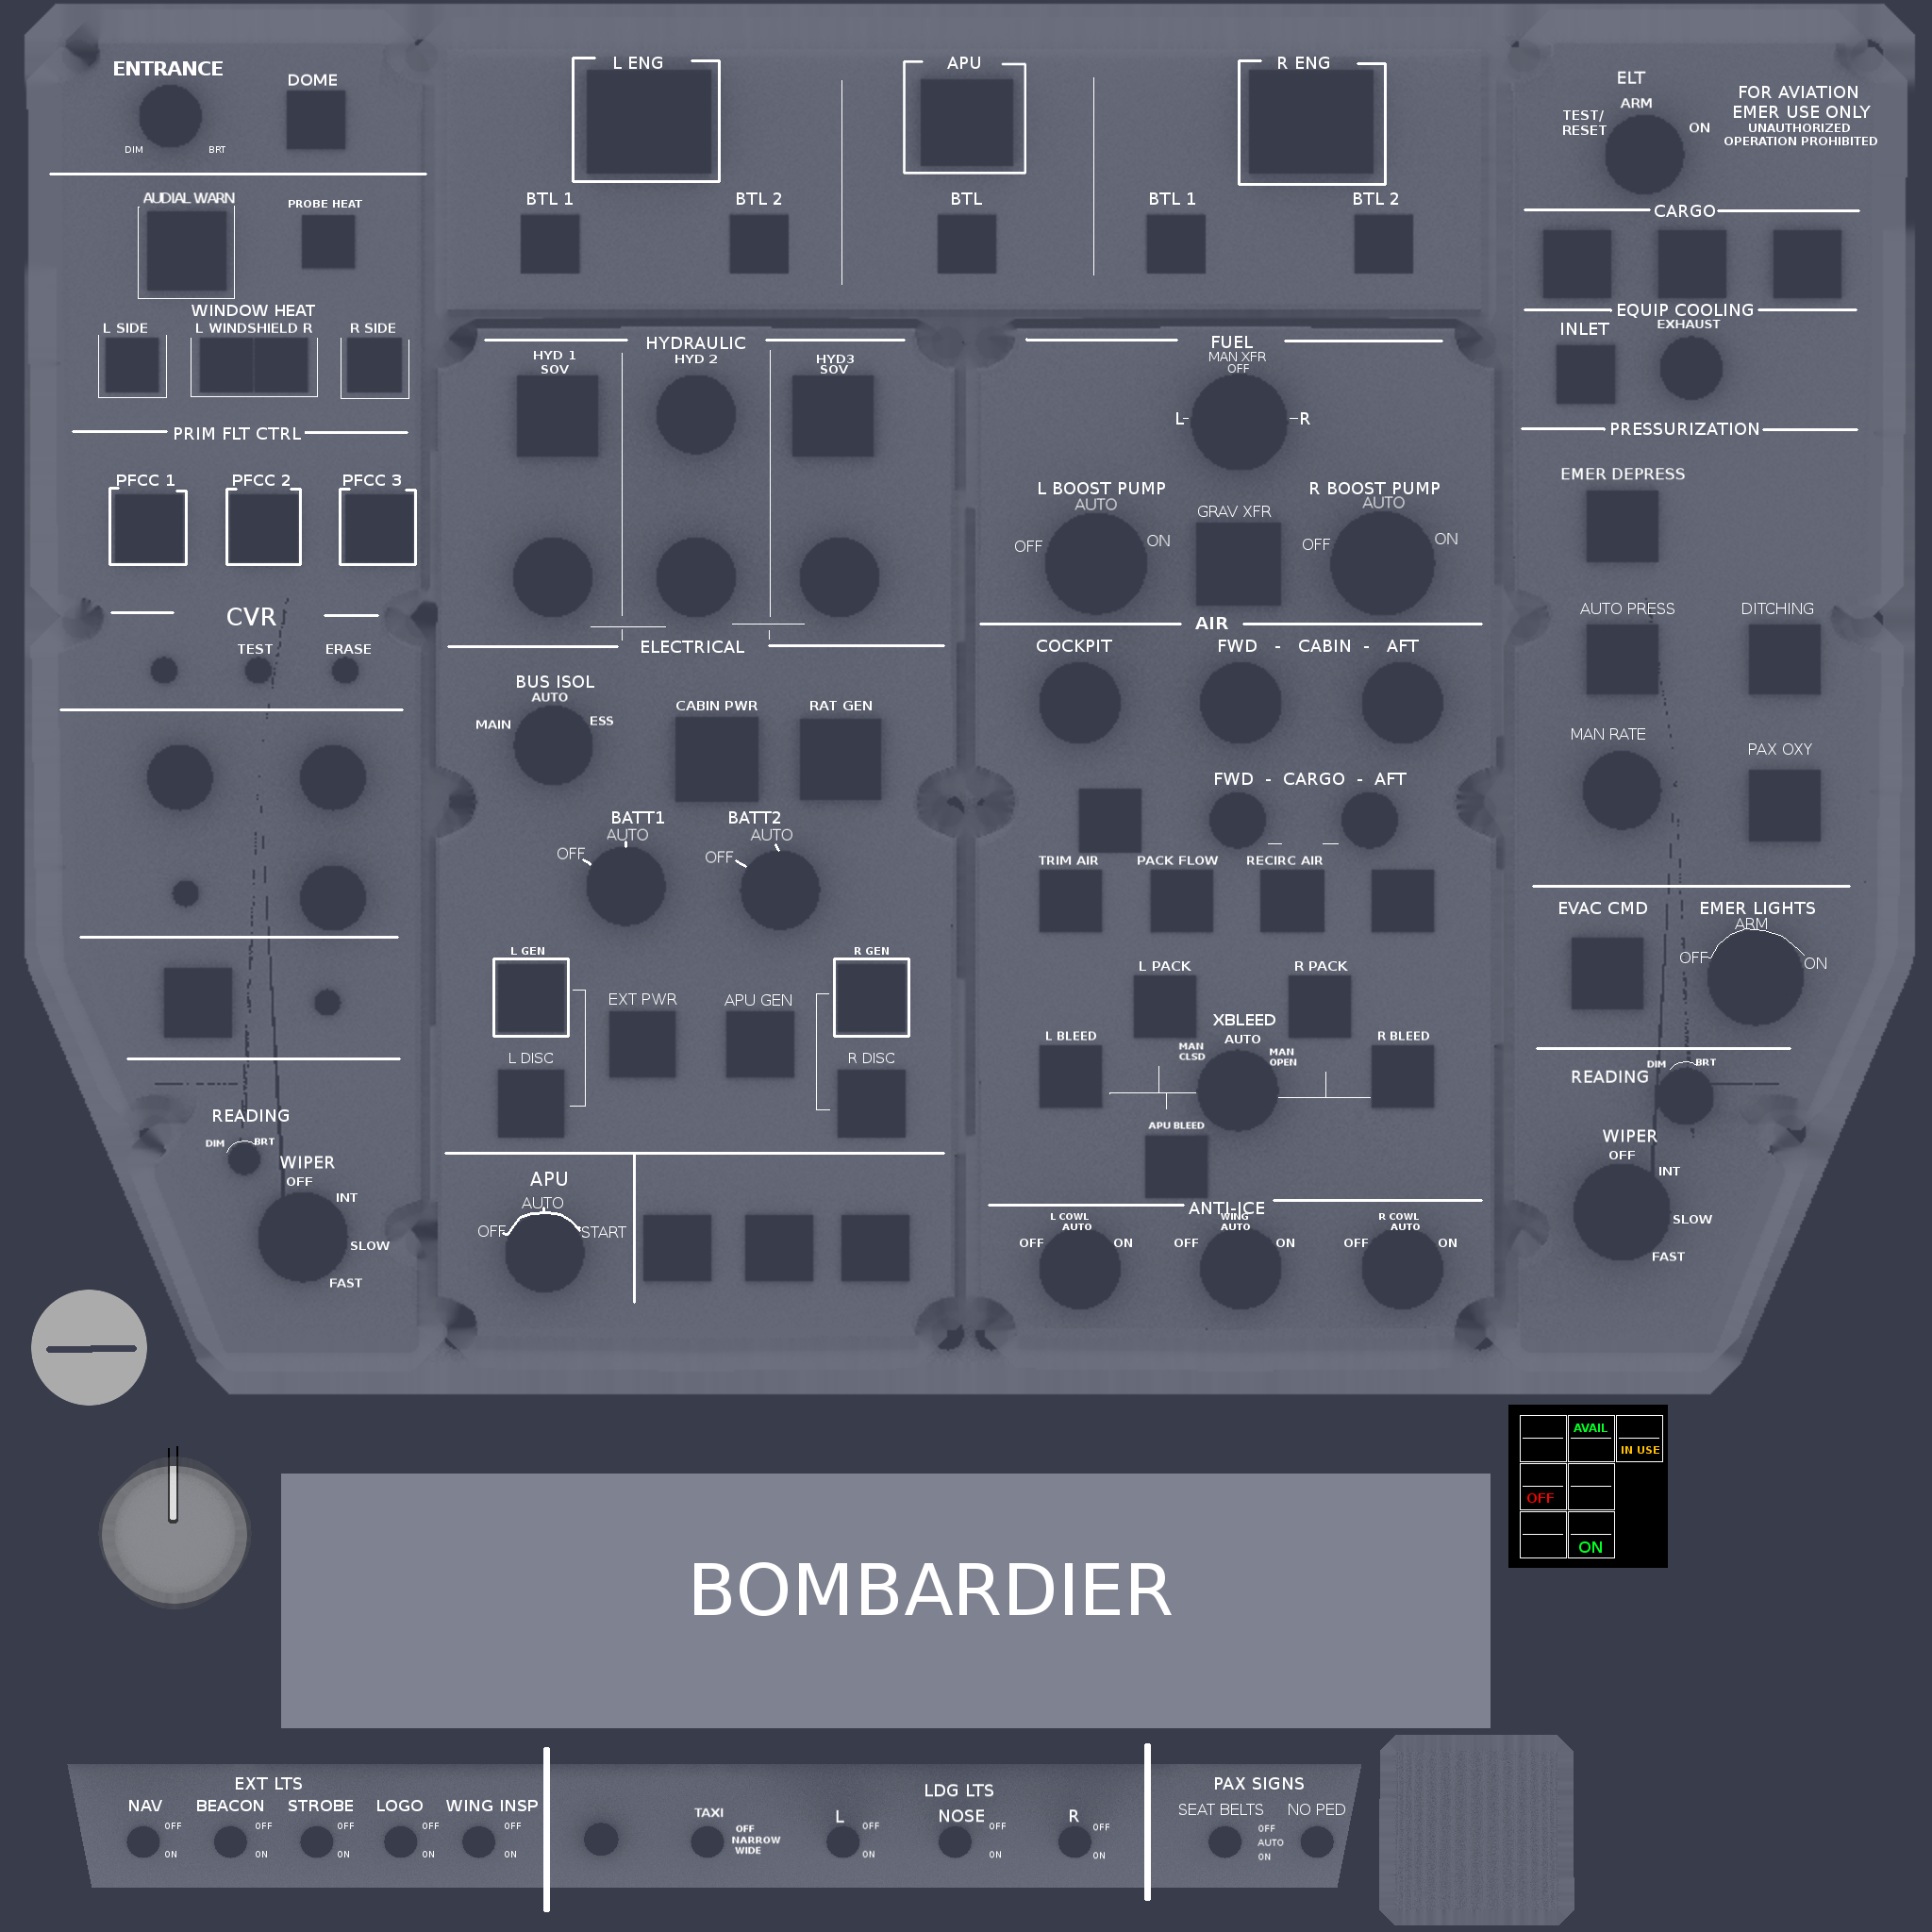 ENTRANCE
DOME
DIM
BRT
AUDIAL WARN
PROBE HEAT
WINDOW HEAT
L SIDE
L WINDSHIELD R
R SIDE
PRIM FLT CTRL
PFCC 1
PFCC 2
PFCC 3
CVR
TEST
ERASE
READING
DIM
BRT
WIPER
OFF
INT
SLOW
FAST
L ENG
BTL 1
BTL 2
APU
BTL
R ENG
BTL 1
BTL 2
HYDRAULIC
HYD 1
SOV
HYD 2
HYD3
SOV
ELECTRICAL
BUS ISOL
AUTO
MAIN
ESS
CABIN PWR
RAT GEN
BATT1
AUTO
OFF
BATT2
AUTO
OFF
L GEN
R GEN
EXT PWR
APU GEN
L DISC
R DISC
APU
AUTO
OFF
START
FUEL
MAN XFR
OFF
L
R
L BOOST PUMP
AUTO
OFF
ON
GRAV XFR
R BOOST PUMP
AUTO
OFF
ON
AIR
COCKPIT
FWD - CABIN - AFT
FWD - CARGO - AFT
TRIM AIR
PACK FLOW
RECIRC AIR
L PACK
R PACK
XBLEED
AUTO
L BLEED
MAN
CLSD
MAN
OPEN
R BLEED
APU BLEED
ANTI-ICE
L COWL
AUTO
OFF
ON
WING
AUTO
OFF
ON
R COWL
AUTO
OFF
ON
ELT
ARM
TEST/
RESET
ON
FOR AVIATION
EMER USE ONLY
UNAUTHORIZED
OPERATION PROHIBITED
CARGO
EQUIP COOLING
INLET
EXHAUST
PRESSURIZATION
EMER DEPRESS
AUTO PRESS
DITCHING
MAN RATE
PAX OXY
EVAC CMD
EMER LIGHTS
ARM
OFF
ON
READING
DIM
BRT
WIPER
OFF
INT
SLOW
FAST
AVAIL
IN USE
OFF
ON
BOMBARDIER
EXT LTS
NAV
OFF
ON
BEACON
OFF
ON
STROBE
OFF
ON
LOGO
OFF
ON
WING INSP
OFF
ON
TAXI
OFF
NARROW
WIDE
LDG LTS
L
OFF
ON
NOSE
OFF
ON
R
OFF
ON
PAX SIGNS
SEAT BELTS
NO PED
OFF
AUTO
ON